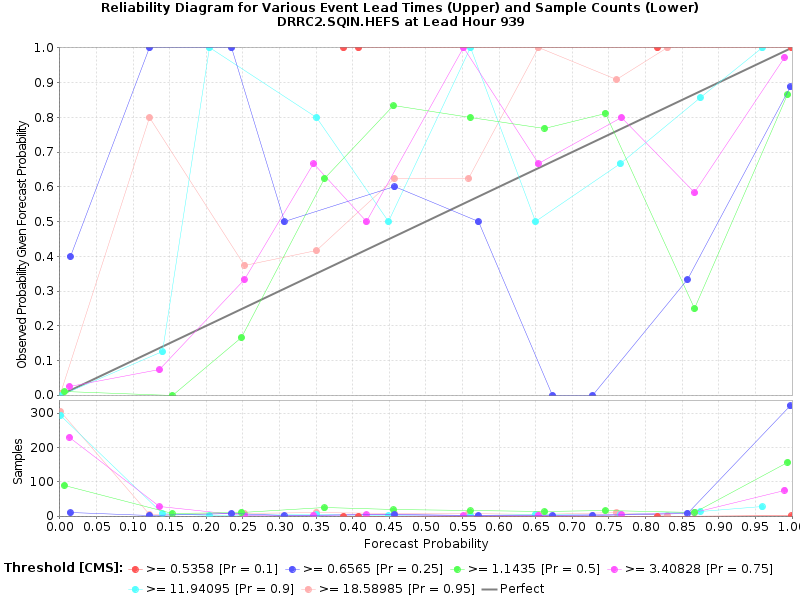 Reliability Diagram for Various Event Lead Times (Upper) and Sample Counts (Lower)
DRRC2.SQIN.HEFS at Lead Hour 939
Observed Probability Given Forecast Probability
1.0
0.9
0.8
0.7
0.6
0.5
0.4
0.3
0.2
0.1
0.0
Samples
300
200
100
0
0.00 0.05 0.10 0.15 0.20 0.25 0.30 0.35 0.40 0.45 0.50 0.55 0.60 0.65 0.70 0.75 0.80 0.85 0.90 0.95 1.0
Forecast Probability
Threshold [CMS]: >= 0.5358 [Pr = 0.1] >= 0.6565 [Pr = 0.25] >= 1.1435 [Pr = 0.5] >= 3.40828 [Pr = 0.75]
>= 11.94095 [Pr = 0.9] >= 18.58985 [Pr = 0.95] Perfect